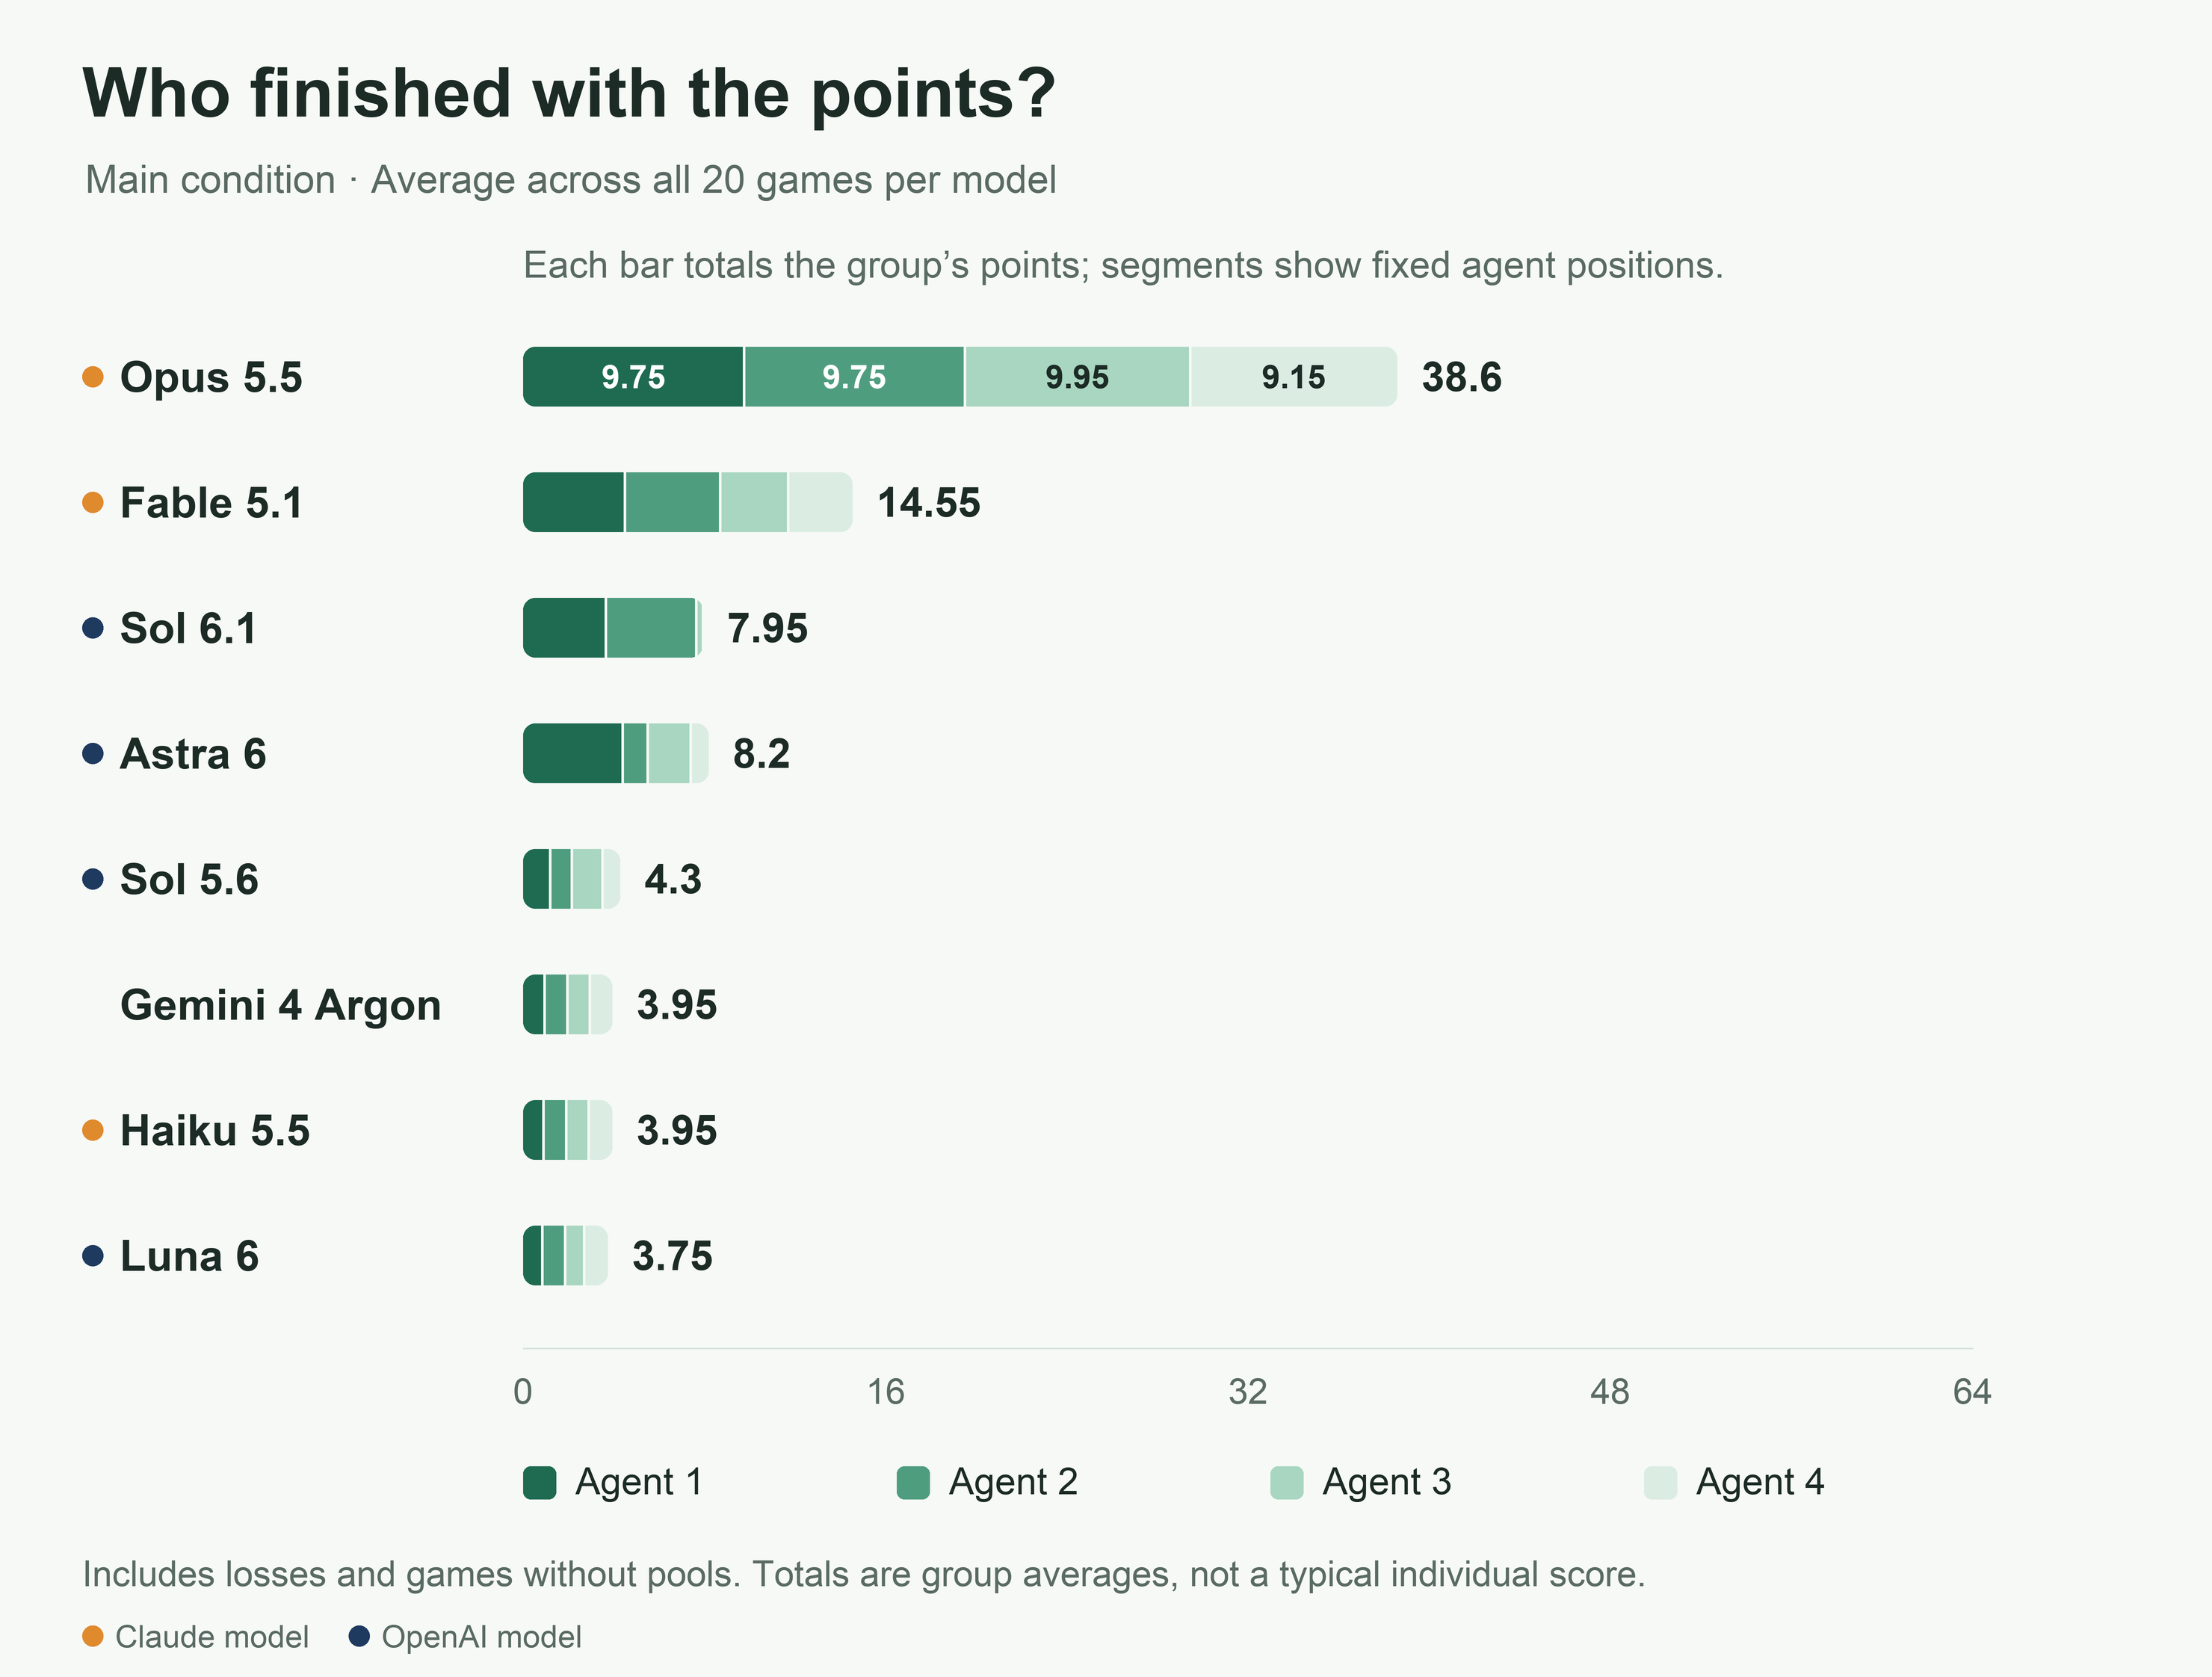 Who finished with the points?
Main condition · Average across all 20 games per model
Each bar totals the group’s points; segments show fixed agent positions.
Opus 5.5 9.75 9.75 9.95 9.15 38.6
Fable 5.1 14.55
Sol 6.1 7.95
Astra 6 8.2
Sol 5.6 4.3
Gemini 4 Argon 3.95
Haiku 5.5 3.95
Luna 6 3.75
0 16 32 48 64
Agent 1 Agent 2 Agent 3 Agent 4
Includes losses and games without pools. Totals are group averages, not a typical individual score.
Claude model OpenAI model